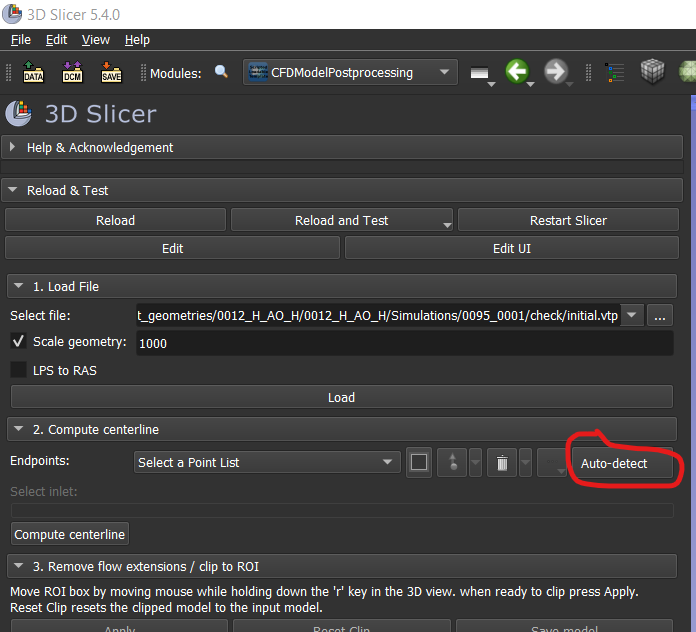 3D Slicer 5.4.0
File Edit View Help
DATA DCM SAVE Modules: CFDModelPostprocessing
3D Slicer
Help & Acknowledgement
Reload & Test
Reload Reload and Test Restart Slicer
Edit Edit UI
1. Load File
Select file: t_geometries/0012_H_AO_H/0012_H_AO_H/Simulations/0095_0001/check/initial.vtp ...
Scale geometry: 1000
LPS to RAS
Load
2. Compute centerline
Endpoints: Select a Point List Auto-detect
Select inlet:
Compute centerline
3. Remove flow extensions / clip to ROI
Move ROI box by moving mouse while holding down the 'r' key in the 3D view. when ready to clip press Apply.
Reset Clip resets the clipped model to the input model.
Apply Reset Clip Save model